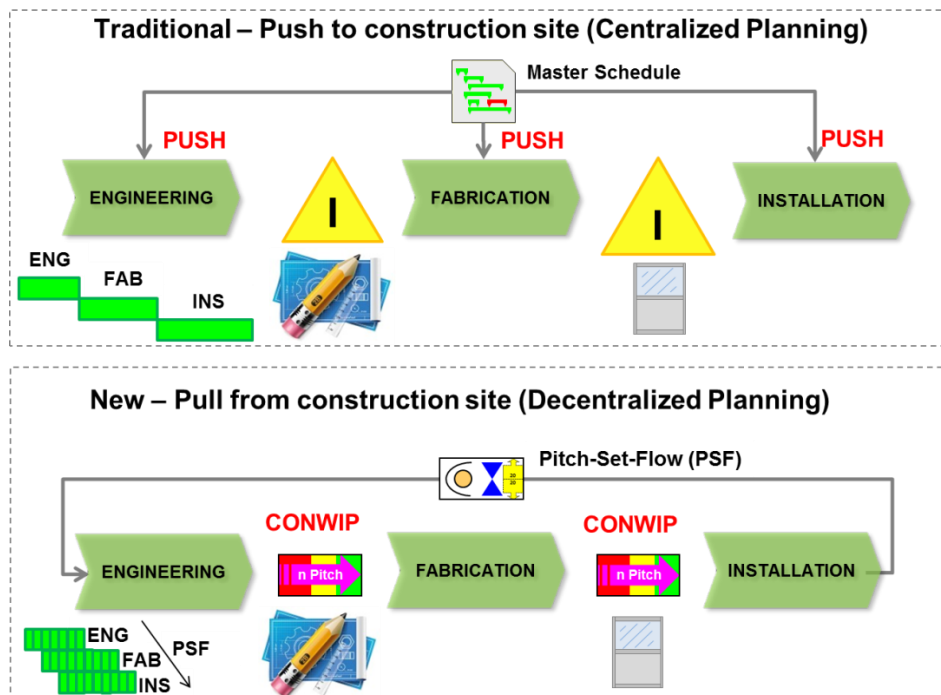 Traditional – Push to construction site (Centralized Planning)
Master Schedule
PUSH
PUSH
PUSH
ENGINEERING
I
FABRICATION
I
INSTALLATION
ENG
FAB
INS
New – Pull from construction site (Decentralized Planning)
Pitch-Set-Flow (PSF)
CONWIP
CONWIP
ENGINEERING
n Pitch
FABRICATION
n Pitch
INSTALLATION
ENG
PSF
FAB
INS